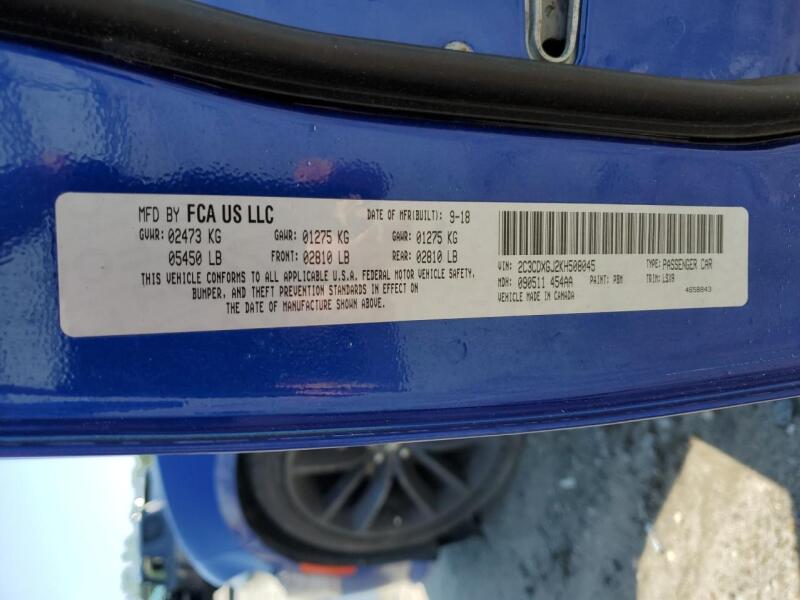 MFD BY FCA US LLC DATE OF MFR(BUILT): 9-18
GVWR: 02473 KG GAWR: 01275 KG GAWR: 01275 KG
05450 LB FRONT: 02810 LB REAR: 02810 LB
THIS VEHICLE CONFORMS TO ALL APPLICABLE U.S.A. FEDERAL MOTOR VEHICLE SAFETY,
BUMPER, AND THEFT PREVENTION STANDARDS IN EFFECT ON
THE DATE OF MANUFACTURE SHOWN ABOVE.
VIN: 2C3CDXGJ2KH508045 TYPE: PASSENGER CAR
MDH: 090511 454AA PAINT: PBM TRIM: LSX9
VEHICLE MADE IN CANADA 4658843